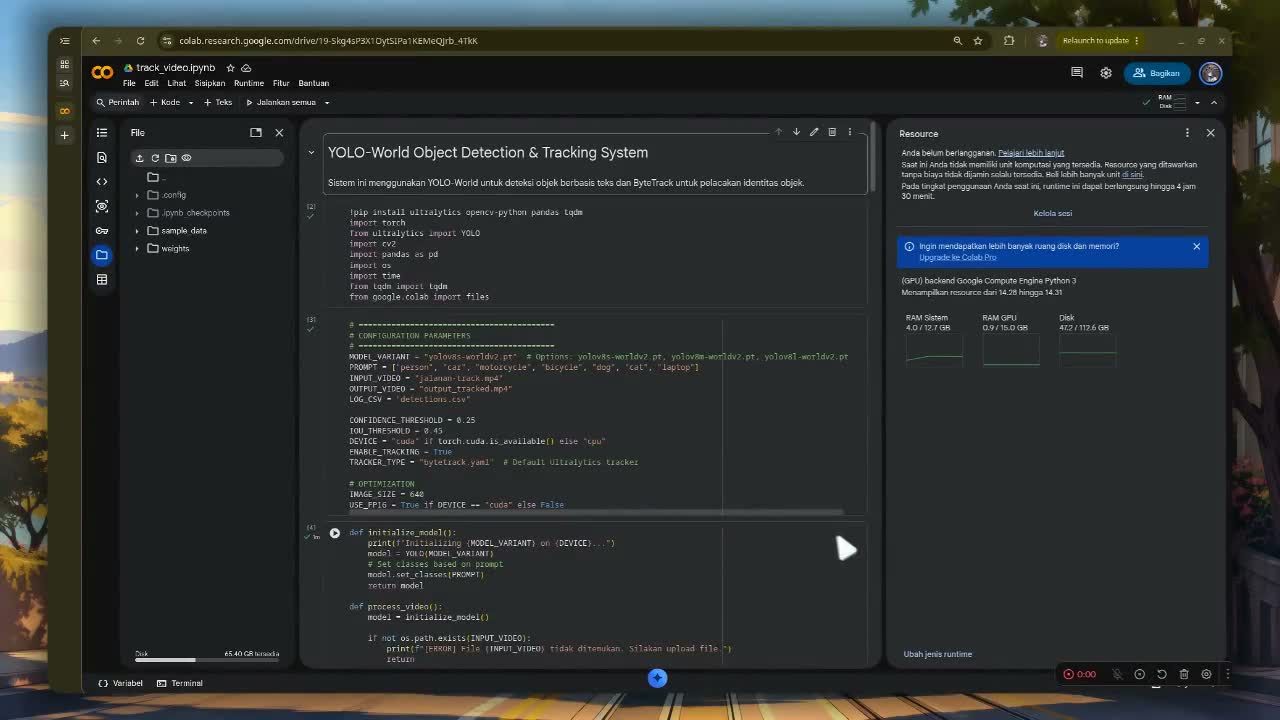 colab.research.google.com/drive/19-Skg4sP3X1OytSIPa1KEMeQJrb_4TkK
Relaunch to update
track_video.ipynb
File Edit Lihat Sisipkan Runtime Fitur Bantuan
Bagikan
Perintah + Kode + Teks Jalankan semua
RAM
Disk
File
..
.config
.ipynb_checkpoints
sample_data
weights
Disk 65.40 GB tersedia
YOLO-World Object Detection & Tracking System
Sistem ini menggunakan YOLO-World untuk deteksi objek berbasis teks dan ByteTrack untuk pelacakan identitas objek.
[2]
!pip install ultralytics opencv-python pandas tqdm
import torch
from ultralytics import YOLO
import cv2
import pandas as pd
import os
import time
from tqdm import tqdm
from google.colab import files
[3]
# ==========================================
# CONFIGURATION PARAMETERS
# ==========================================
MODEL_VARIANT = "yolov8s-worldv2.pt" # Options: yolov8s-worldv2.pt, yolov8m-worldv2.pt, yolov8l-worldv2.pt
PROMPT = ["person", "car", "motorcycle", "bicycle", "dog", "cat", "laptop"]
INPUT_VIDEO = "jalanan-track.mp4"
OUTPUT_VIDEO = "output_tracked.mp4"
LOG_CSV = "detections.csv"
CONFIDENCE_THRESHOLD = 0.25
IOU_THRESHOLD = 0.45
DEVICE = "cuda" if torch.cuda.is_available() else "cpu"
ENABLE_TRACKING = True
TRACKER_TYPE = "bytetrack.yaml" # Default Ultralytics tracker
# OPTIMIZATION
IMAGE_SIZE = 640
USE_FP16 = True if DEVICE == "cuda" else False
[4]
1m
def initialize_model():
print(f"Initializing {MODEL_VARIANT} on {DEVICE}...")
model = YOLO(MODEL_VARIANT)
# Set classes based on prompt
model.set_classes(PROMPT)
return model
def process_video():
model = initialize_model()
if not os.path.exists(INPUT_VIDEO):
print(f"[ERROR] File {INPUT_VIDEO} tidak ditemukan. Silakan upload file.")
return
Resource
Anda belum berlangganan. Pelajari lebih lanjut
Saat ini Anda tidak memiliki unit komputasi yang tersedia. Resource yang ditawarkan
tanpa biaya tidak dijamin selalu tersedia. Beli lebih banyak unit di sini.
Pada tingkat penggunaan Anda saat ini, runtime ini dapat berlangsung hingga 4 jam
30 menit.
Kelola sesi
Ingin mendapatkan lebih banyak ruang disk dan memori?
Upgrade ke Colab Pro
(GPU) backend Google Compute Engine Python 3
Menampilkan resource dari 14.28 hingga 14.31
RAM Sistem RAM GPU Disk
4.0 / 12.7 GB 0.9 / 15.0 GB 47.2 / 112.6 GB
Ubah jenis runtime
0:00
Variabel Terminal